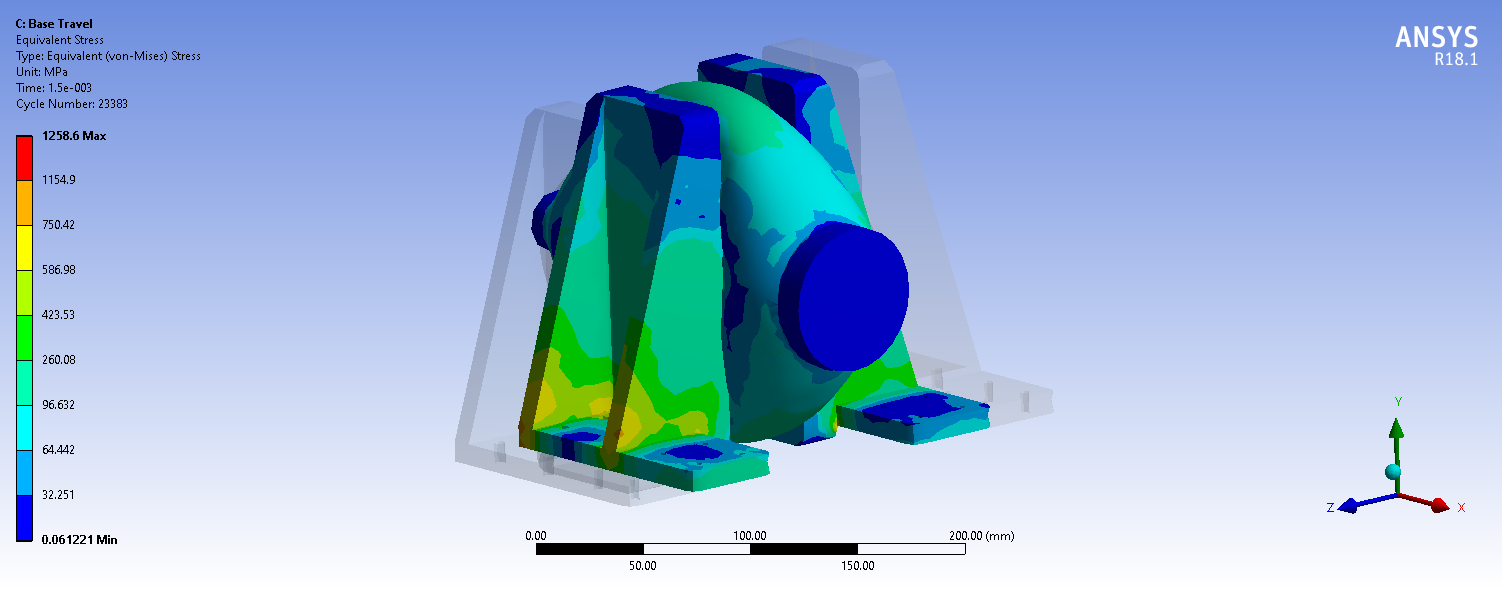 C: Base Travel
Equivalent Stress
Type: Equivalent (von-Mises) Stress
Unit: MPa
Time: 1.5e-003
Cycle Number: 23383
ANSYS
R18.1
1258.6 Max
1154.9
750.42
586.98
423.53
260.08
96.632
64.442
32.251
0.061221 Min
0.00 100.00 200.00 (mm)
50.00 150.00
Y
Z X